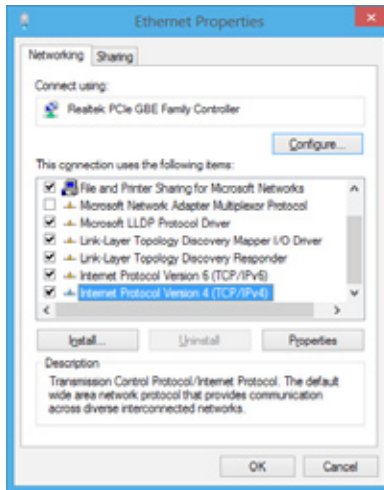 Ethernet Properties
Networking
Sharing
Connect using:
Realtek PCIe GBE Family Controller
Configure...
This connection uses the following items:
File and Printer Sharing for Microsoft Networks
Microsoft Network Adapter Multiplexor Protocol
Microsoft LLDP Protocol Driver
Link-Layer Topology Discovery Mapper I/O Driver
Link-Layer Topology Discovery Responder
Internet Protocol Version 6 (TCP/IPv6)
Internet Protocol Version 4 (TCP/IPv4)
Install...
Uninstall
Properties
Description
Transmission Control Protocol/Internet Protocol. The default
wide area network protocol that provides communication
across diverse interconnected networks.
OK
Cancel